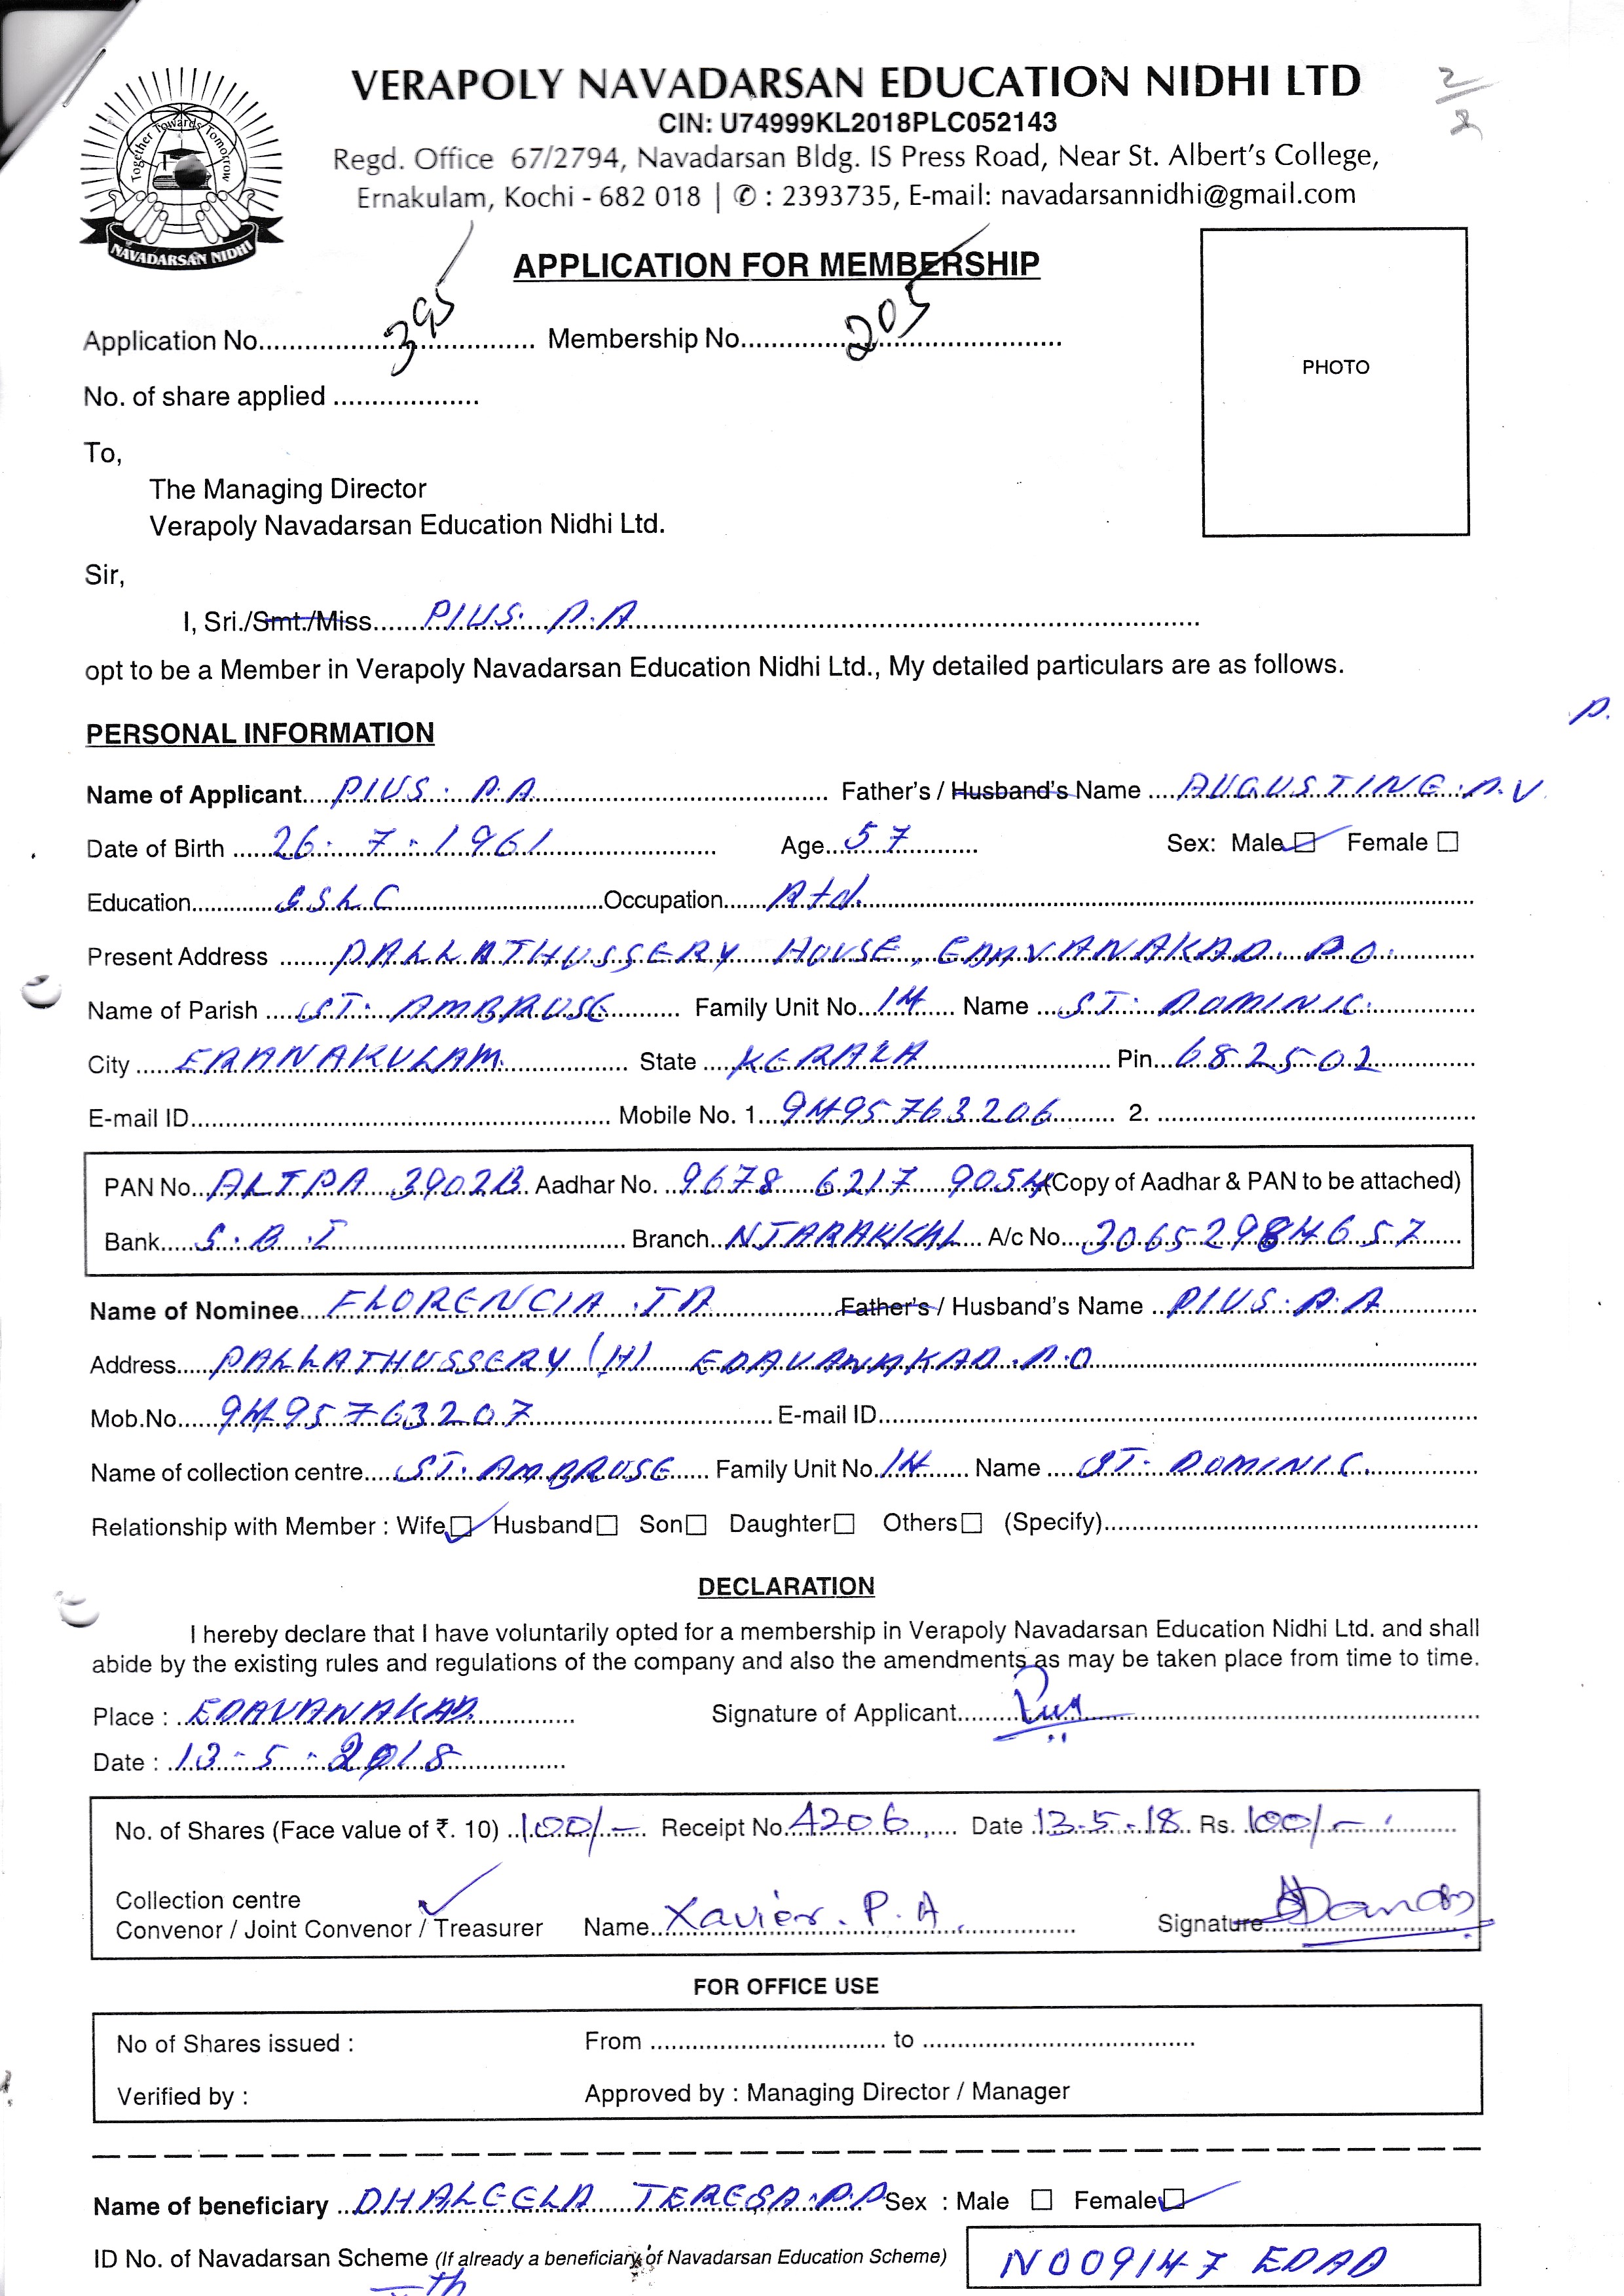 VERAPOLY NAVADARSAN EDUCATION NIDHI LTD
CIN: U74999KL2018PLC052143
Regd. Office 67/2794, Navadarsan Bldg. IS Press Road, Near St. Albert's College,
Ernakulam, Kochi - 682 018 | ✆ : 2393735, E-mail: navadarsannidhi@gmail.com
Together Towards Tomorrow
NAVADARSAN NIDHI
2/2
APPLICATION FOR MEMBERSHIP
Application No. 395 Membership No. 205
PHOTO
No. of share applied
To,
The Managing Director
Verapoly Navadarsan Education Nidhi Ltd.
Sir,
I, Sri./Smt./Miss PIUS. P.A
opt to be a Member in Verapoly Navadarsan Education Nidhi Ltd., My detailed particulars are as follows.
P.
PERSONAL INFORMATION
Name of Applicant PIUS. P.A Father's / Husband's Name AUGUSTINE. P.V
Date of Birth 26-7-1961 Age 57 Sex: Male Female
Education SSLC Occupation Rtd.
Present Address PALLATHUSSERY HOUSE, EDAVANAKAD. P.O.
Name of Parish ST. AMBROSE Family Unit No. 14 Name ST. DOMINIC.
City ERANAKULAM State KERALA Pin 682502
E-mail ID Mobile No. 1. 9495763206 2.
PAN No. ALTPA 3902B Aadhar No. 9678 6217 9054 (Copy of Aadhar & PAN to be attached)
Bank S.B.I Branch NJARAKKAL A/c No. 30652984657
Name of Nominee FLORENCIA. Father's / Husband's Name PIUS. P.A
Address PALLATHUSSERY (H) EDAVANAKAD. P.O
Mob.No. 9495763207 E-mail ID
Name of collection centre ST. AMBROSE Family Unit No. 14 Name ST. DOMINIC.
Relationship with Member : Wife Husband Son Daughter Others (Specify)
DECLARATION
I hereby declare that I have voluntarily opted for a membership in Verapoly Navadarsan Education Nidhi Ltd. and shall
abide by the existing rules and regulations of the company and also the amendments as may be taken place from time to time.
Place : EDAVANAKAD. Signature of Applicant Pius
Date : 13-5-2018
No. of Shares (Face value of ₹. 10) 100/- Receipt No. 4206 Date 13-5-18 Rs. 100/-
Collection centre
Convenor / Joint Convenor / Treasurer Name Xavier. P.A. Signature
FOR OFFICE USE
No of Shares issued : From to
Verified by : Approved by : Managing Director / Manager
Name of beneficiary DHALEELA TERESA. P.P Sex : Male Female
ID No. of Navadarsan Scheme (If already a beneficiary of Navadarsan Education Scheme) N009147 EDAD